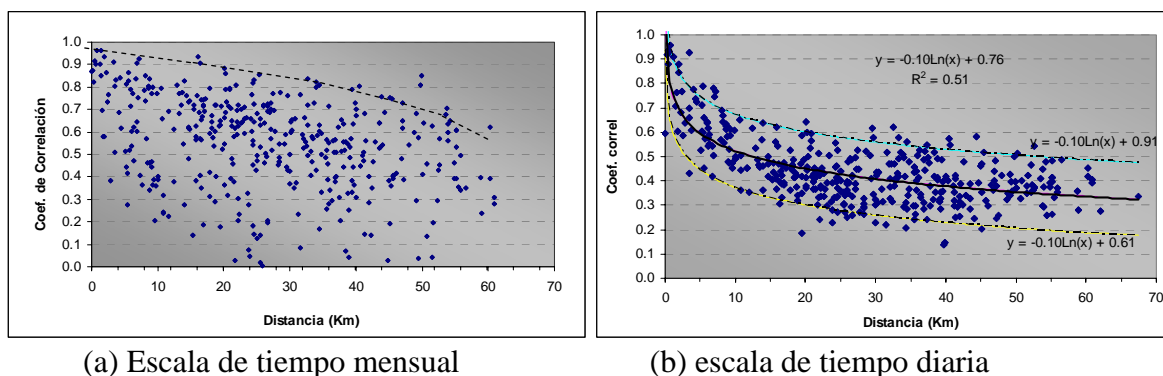 1.0
0.9
0.8
0.7
0.6
0.5
0.4
0.3
0.2
0.1
0.0
0 10 20 30 40 50 60 70
Coef. de Correlación
Distancia (Km)
(a) Escala de tiempo mensual
y = -0.10Ln(x) + 0.76
R² = 0.51
y = -0.10Ln(x) + 0.91
y = -0.10Ln(x) + 0.61
1.0
0.9
0.8
0.7
0.6
0.5
0.4
0.3
0.2
0.1
0.0
0 10 20 30 40 50 60 70
Coef. correl
Distancia (Km)
(b) escala de tiempo diaria